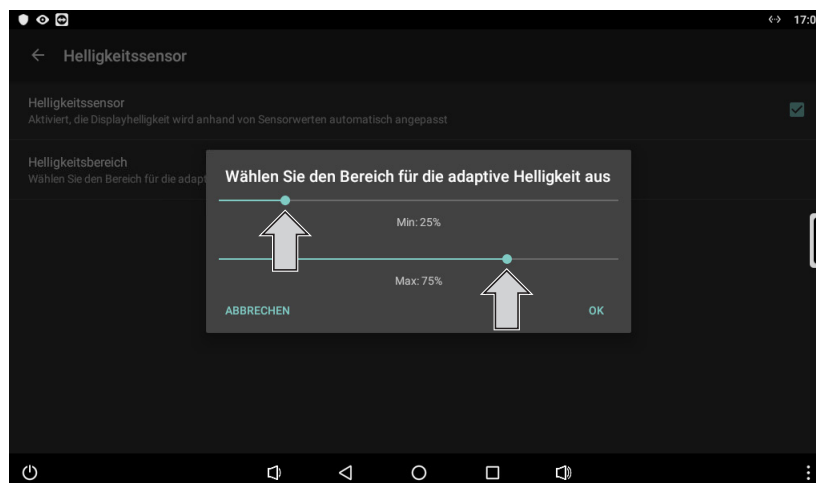 17:0
Helligkeitssensor
Helligkeitssensor
Aktiviert, die Displayhelligkeit wird anhand von Sensorwerten automatisch angepasst
Helligkeitsbereich
Wählen Sie den Bereich für die adapt
Wählen Sie den Bereich für die adaptive Helligkeit aus
Min: 25%
Max: 75%
ABBRECHEN
OK